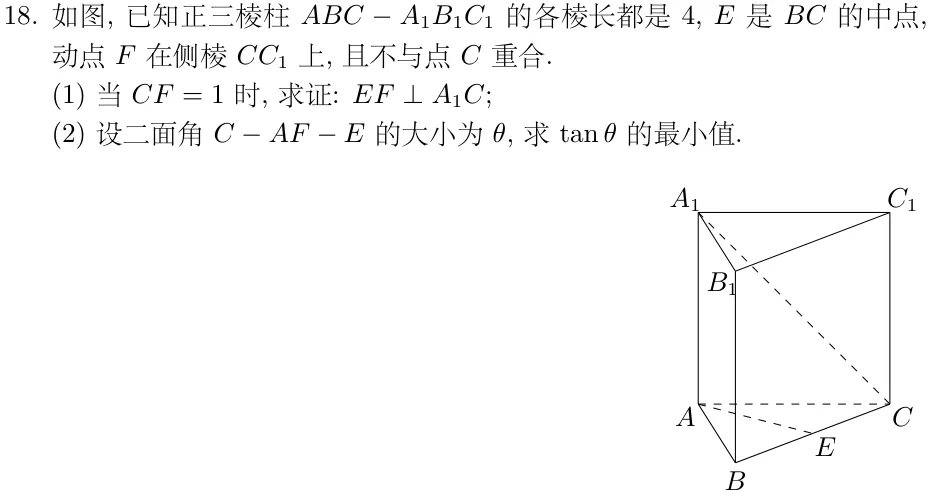 18. 如图, 已知正三棱柱 ABC − A₁B₁C₁ 的各棱长都是 4, E 是 BC 的中点,
动点 F 在侧棱 CC₁ 上, 且不与点 C 重合.
(1) 当 CF = 1 时, 求证: EF ⊥ A₁C;
(2) 设二面角 C − AF − E 的大小为 θ, 求 tan θ 的最小值.
A₁ C₁
B₁
A C
E
B